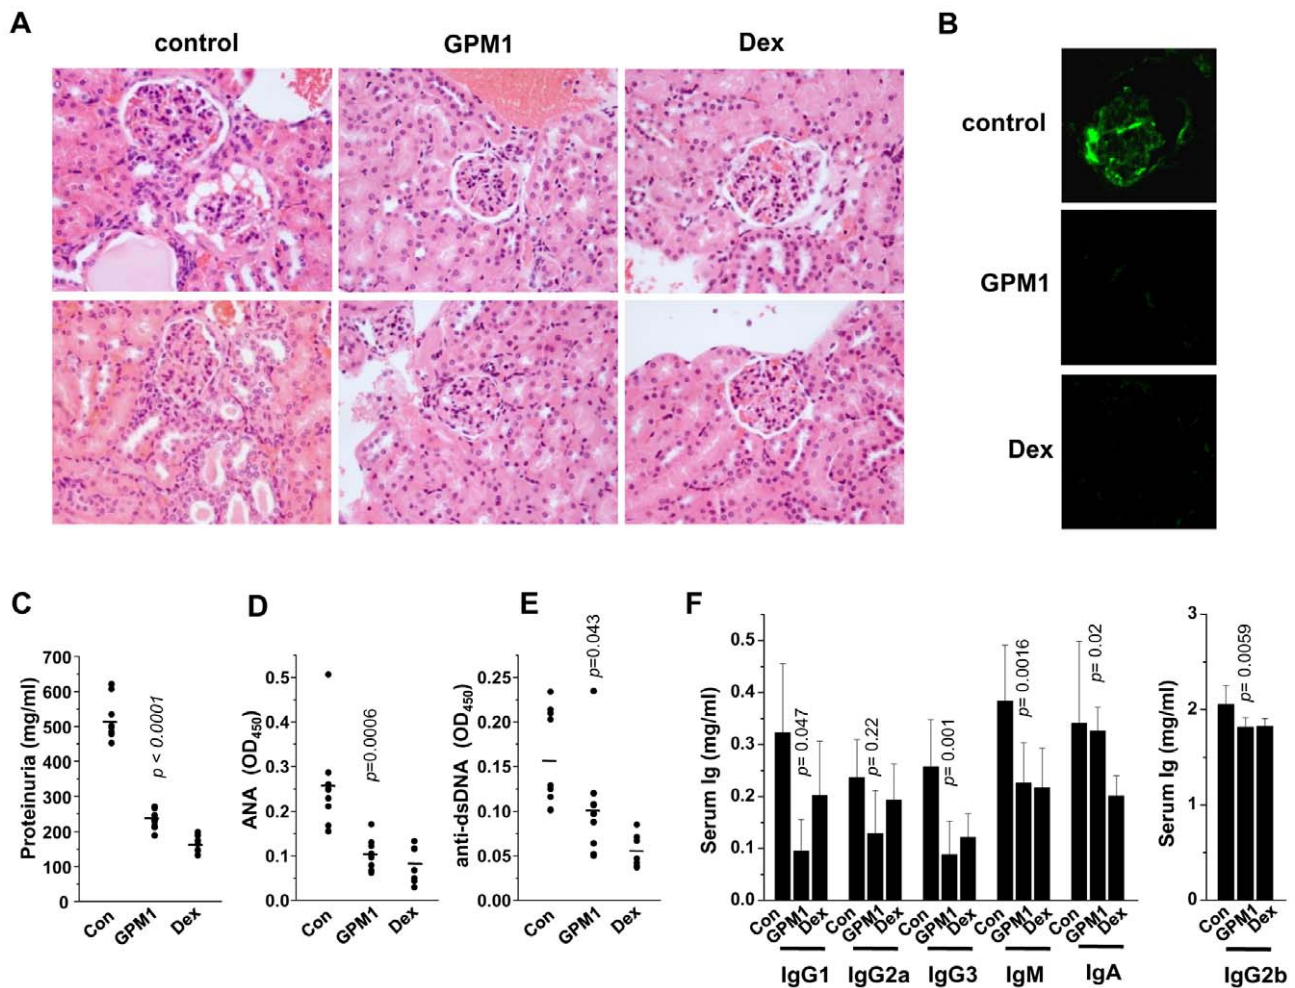 A
control
GPM1
Dex
B
control
GPM1
Dex
C
Proteinuria (mg/ml)
700
600
500
400
300
200
100
0
p < 0.0001
Con
GPM1
Dex
D
ANA (OD450)
0.5
0.4
0.3
0.2
0.1
0.0
p=0.0006
Con
GPM1
Dex
E
anti-dsDNA (OD450)
0.25
0.20
0.15
0.10
0.05
0.00
p=0.043
Con
GPM1
Dex
F
Serum Ig (mg/ml)
0.5
0.4
0.3
0.2
0.1
0.0
p= 0.047
p= 0.22
p= 0.001
p= 0.0016
p= 0.02
Con
GPM1
Dex
Con
GPM1
Dex
Con
GPM1
Dex
Con
GPM1
Dex
Con
GPM1
Dex
IgG1
IgG2a
IgG3
IgM
IgA
Serum Ig (mg/ml)
3
2
1
0
p= 0.0059
Con
GPM1
Dex
IgG2b